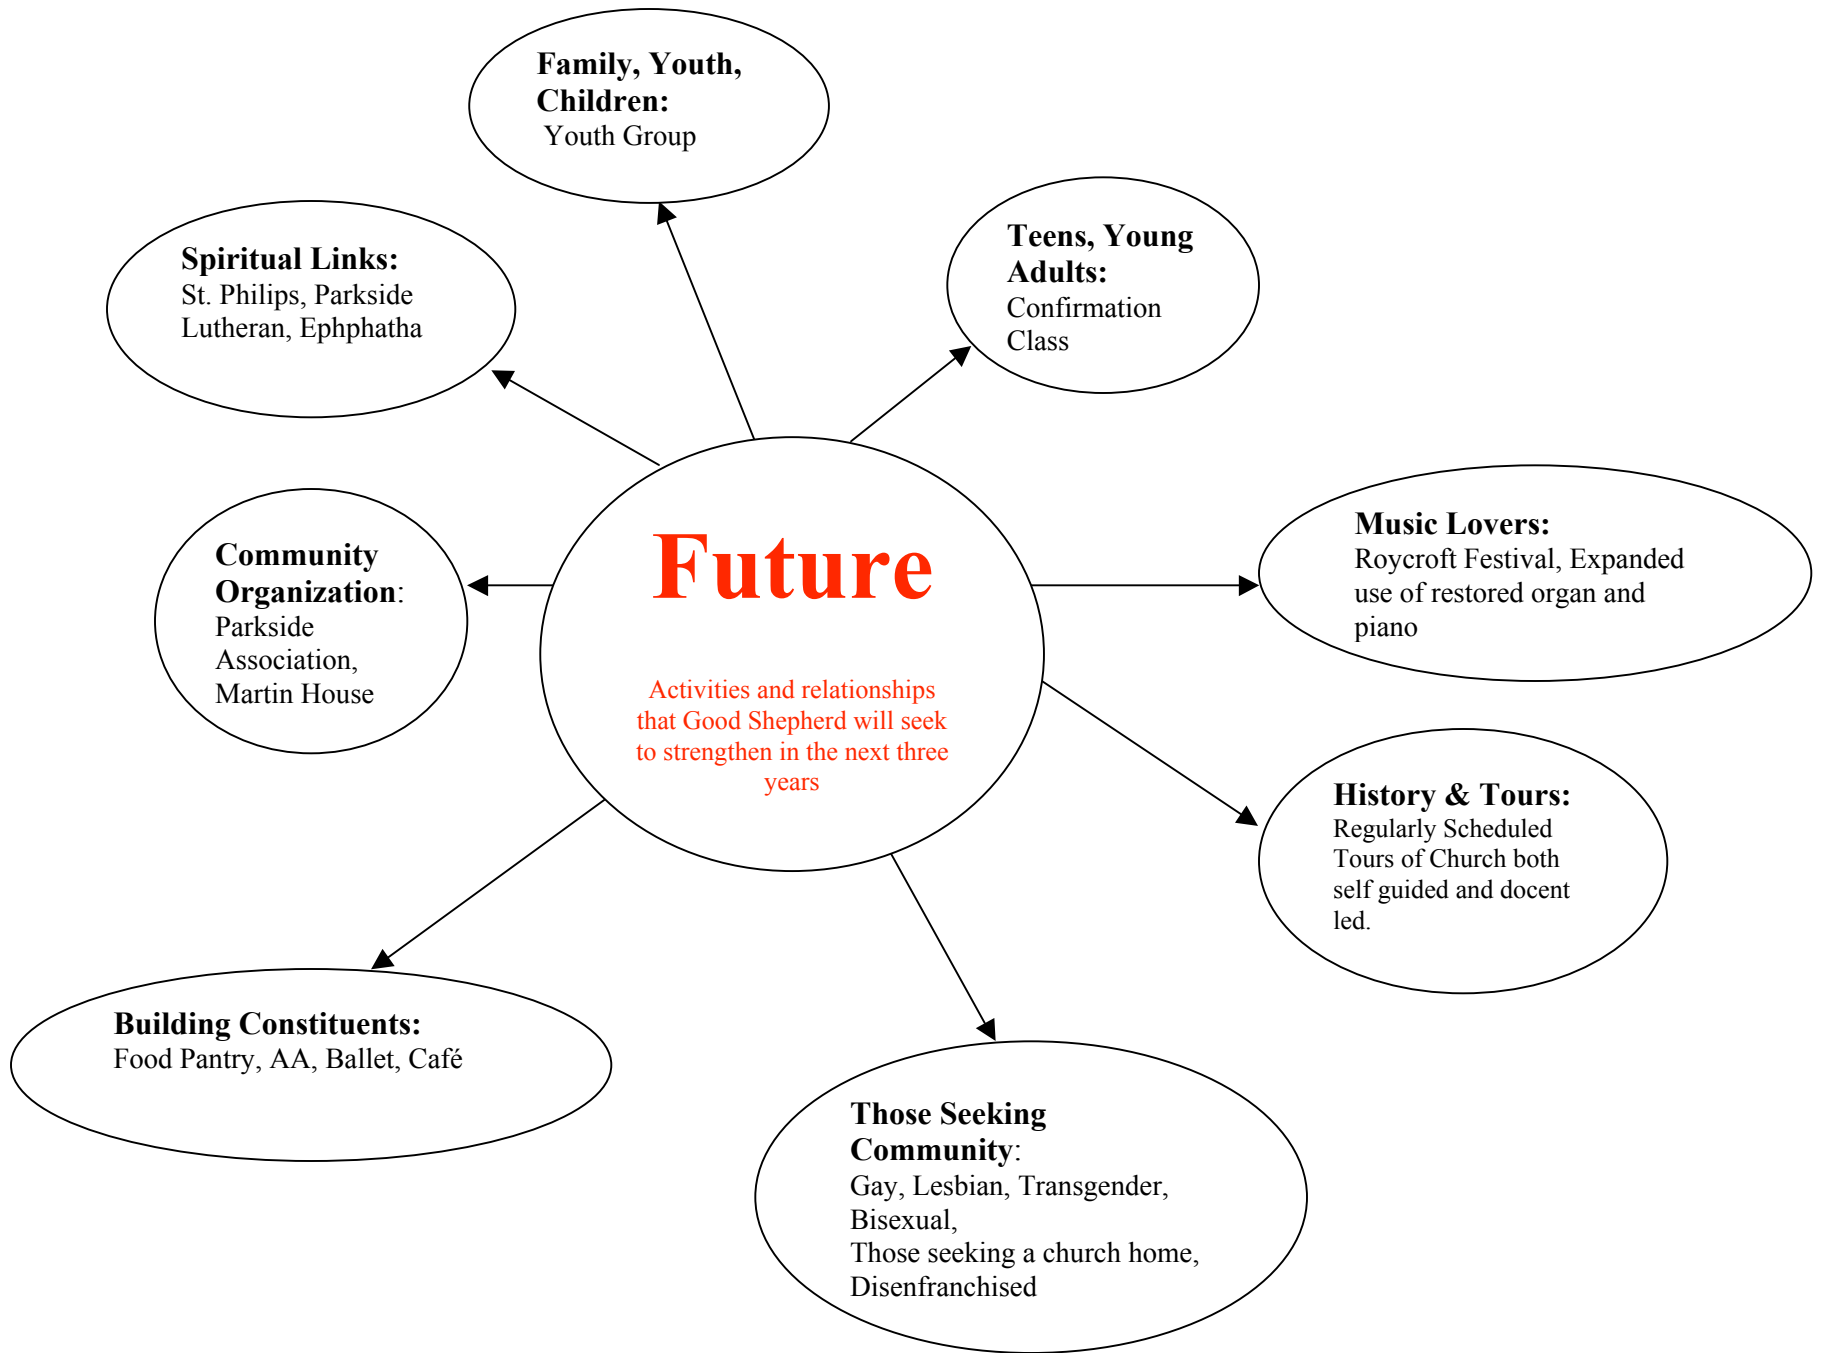 Family, Youth,
Children:
Youth Group
Teens, Young
Adults:
Confirmation
Class
Spiritual Links:
St. Philips, Parkside
Lutheran, Ephphatha
Community
Organization:
Parkside
Association,
Martin House
Future
Activities and relationships
that Good Shepherd will seek
to strengthen in the next three
years
Music Lovers:
Roycroft Festival, Expanded
use of restored organ and
piano
History & Tours:
Regularly Scheduled
Tours of Church both
self guided and docent
led.
Building Constituents:
Food Pantry, AA, Ballet, Café
Those Seeking
Community:
Gay, Lesbian, Transgender,
Bisexual,
Those seeking a church home,
Disenfranchised